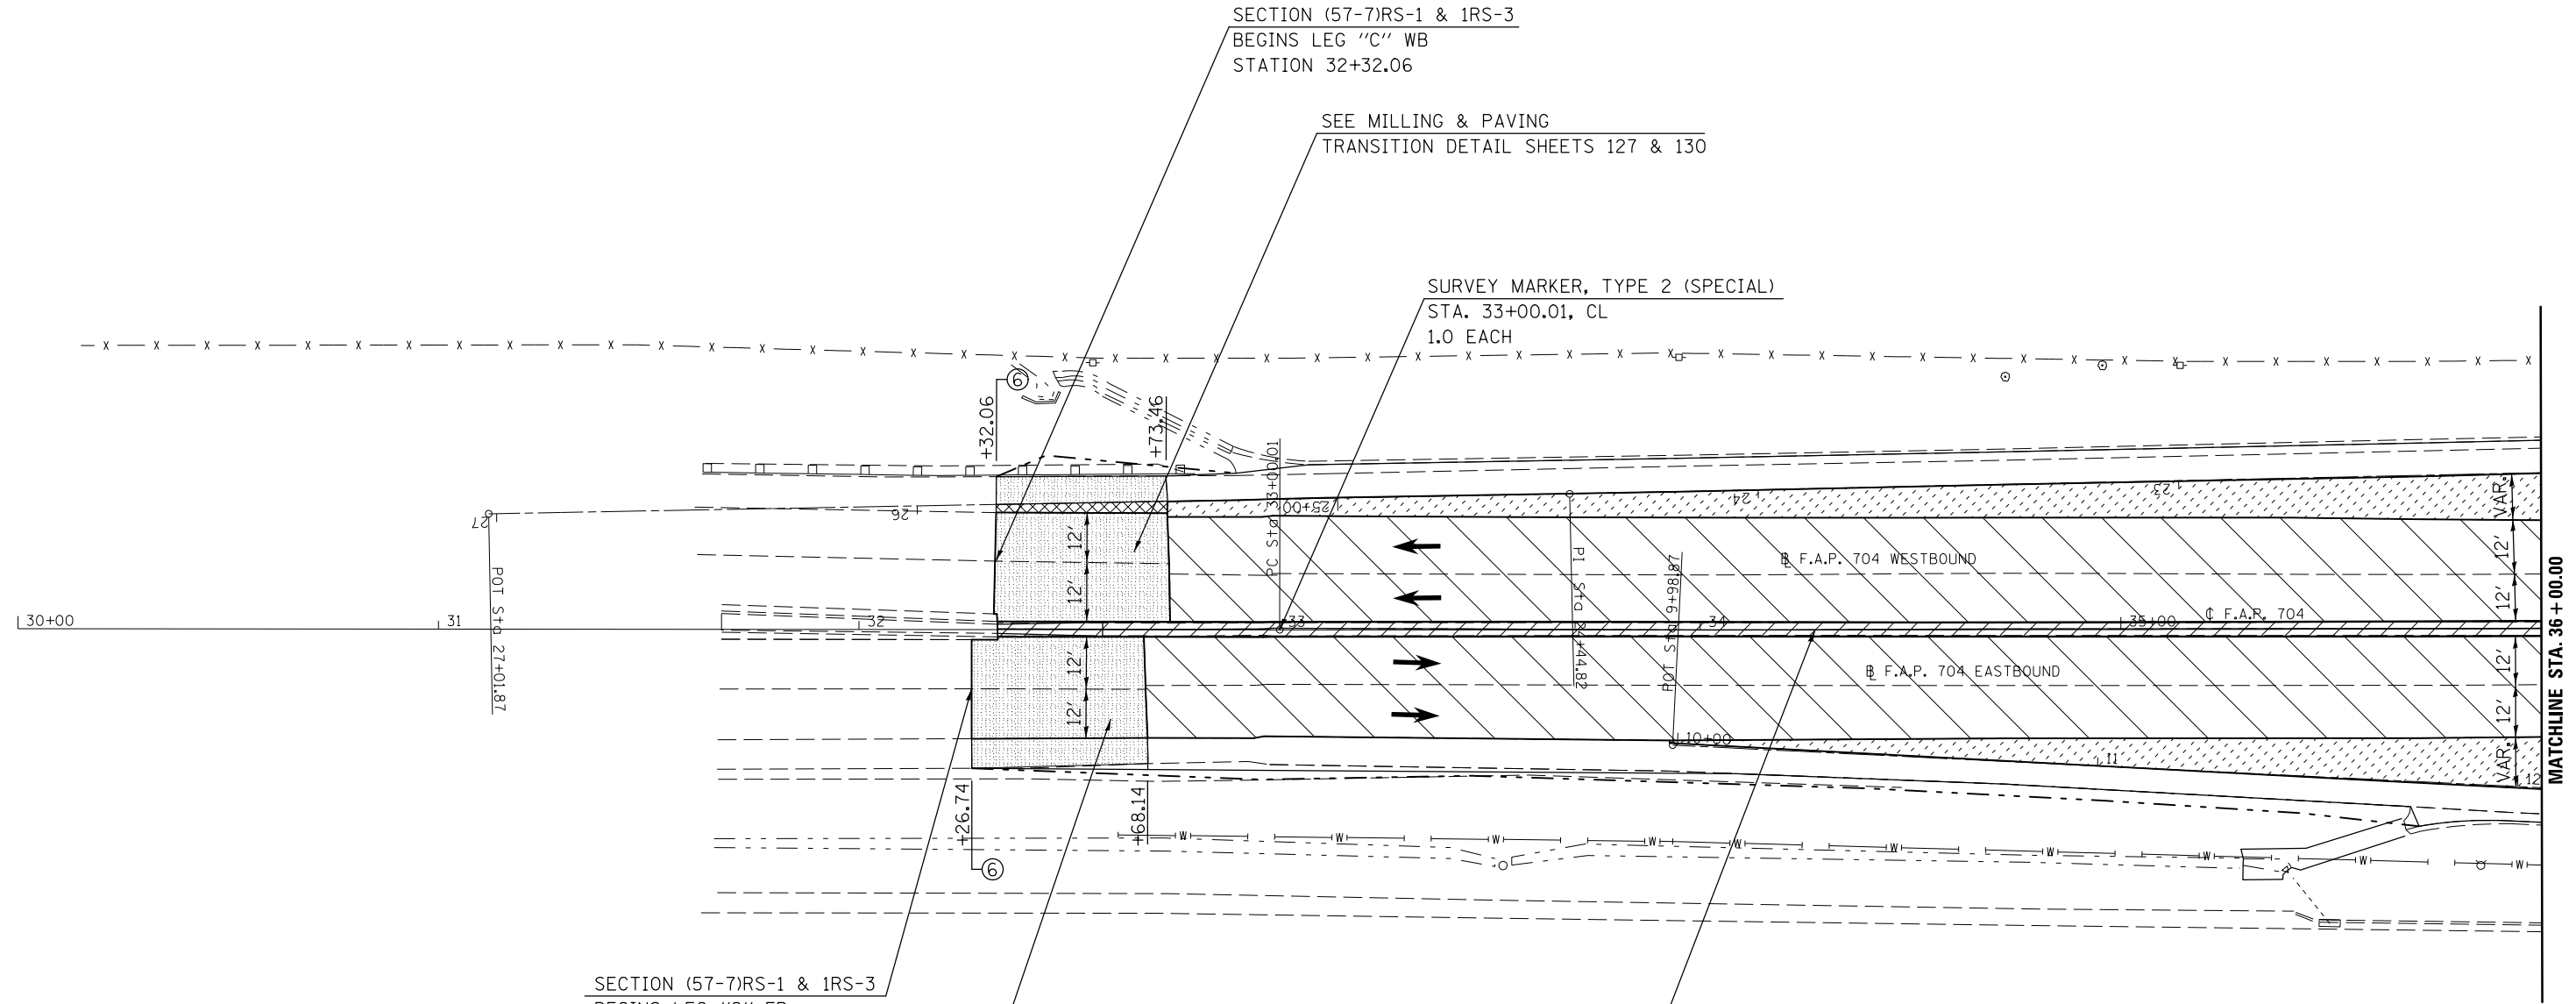 SECTION (57-7)RS-1 & 1RS-3
BEGINS LEG "C" WB
STATION 32+32.06
SEE MILLING & PAVING
TRANSITION DETAIL SHEETS 127 & 130
SURVEY MARKER, TYPE 2 (SPECIAL)
STA. 33+00.01, CL
1.0 EACH
6
+32.06
+73.46
PC Sta 33+00.01
27
26
25+00
24
23
VAR.
12'
12'
12'
12'
POT Sta 27+01.87
PI Sta 24+44.82
POT Sta 9+98.87
℄ F.A.P. 704 WESTBOUND
30+00
31
32
33
34
35+00
℄ F.A.P. 704
12'
12'
12'
12'
℄ F.A.P. 704 EASTBOUND
MATCHLINE STA. 36+00.00
10+00
11
12
VAR.
+26.74
+68.14
6
W W W W W W W W W W
SECTION (57-7)RS-1 & 1RS-3